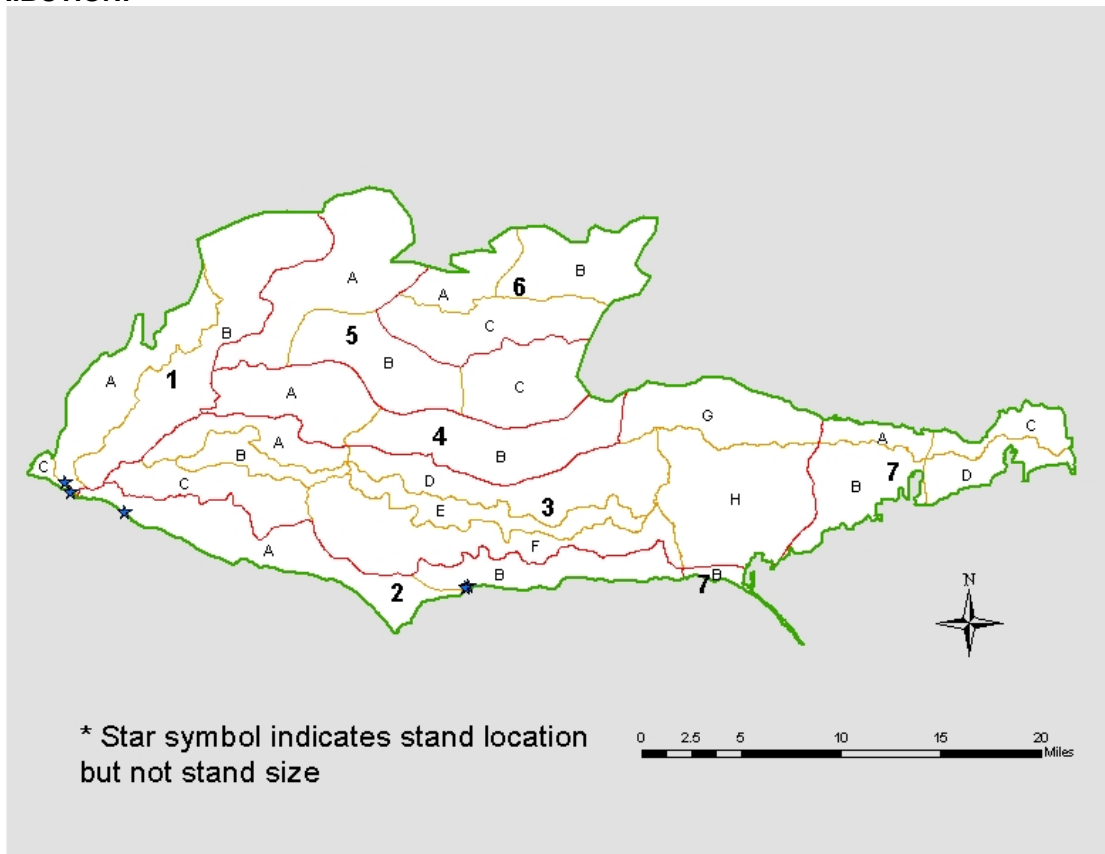 B
A
6
A
C
5
B
B
A
1
C
A
C
G
A
4
A
C
B
B
7
C
D
B
D
H
E
3
F
A
B
B
2
7
N
* Star symbol indicates stand location
but not stand size
0 2.5 5 10 15 20
Miles